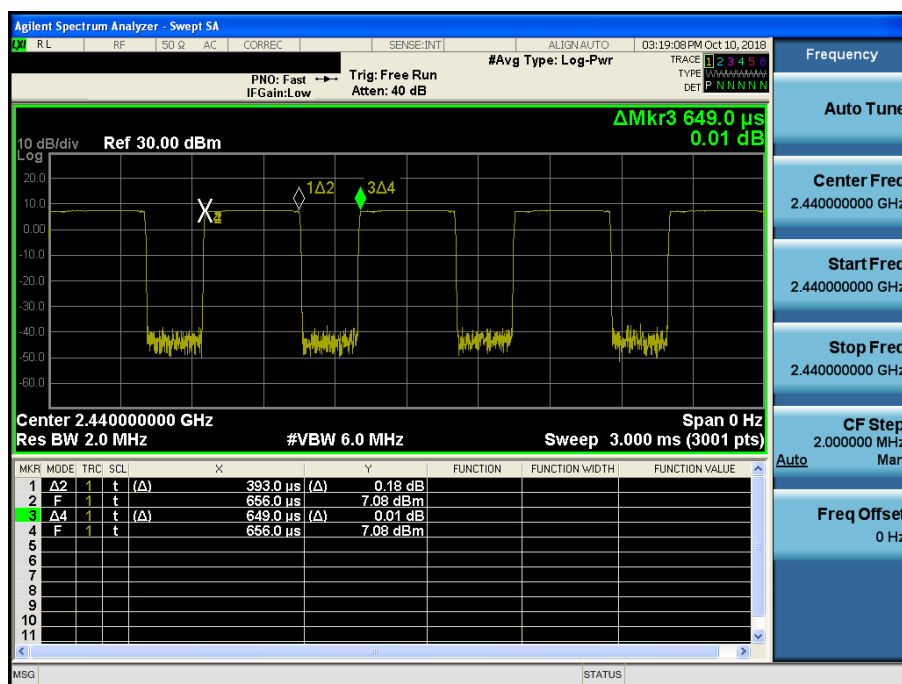 Agilent Spectrum Analyzer - Swept SA
LXI RL RF 50 Ω AC CORREC SENSE:INT ALIGN AUTO 03:19:08 PM Oct 10, 2018
#Avg Type: Log-Pwr
TRACE 1 2 3 4 5 6
TYPE WWWWWW
DET P N N N N N
PNO: Fast
IFGain:Low
Trig: Free Run
Atten: 40 dB
ΔMkr3 649.0 µs
0.01 dB
10 dB/div
Log
Ref 30.00 dBm
20.0
10.0
0.00
-10.0
-20.0
-30.0
-40.0
-50.0
-60.0
1Δ2
3Δ4
Center 2.440000000 GHz
Span 0 Hz
Res BW 2.0 MHz
#VBW 6.0 MHz
Sweep 3.000 ms (3001 pts)
MKR MODE TRC SCL X Y FUNCTION FUNCTION WIDTH FUNCTION VALUE
1 Δ2 1 t (Δ) 393.0 µs (Δ) 0.18 dB
2 F 1 t 656.0 µs 7.08 dBm
3 Δ4 1 t (Δ) 649.0 µs (Δ) 0.01 dB
4 F 1 t 656.0 µs 7.08 dBm
5
6
7
8
9
10
11
MSG
STATUS
Frequency
Auto Tune
Center Freq
2.440000000 GHz
Start Freq
2.440000000 GHz
Stop Freq
2.440000000 GHz
CF Step
2.000000 MHz
Auto Man
Freq Offset
0 Hz